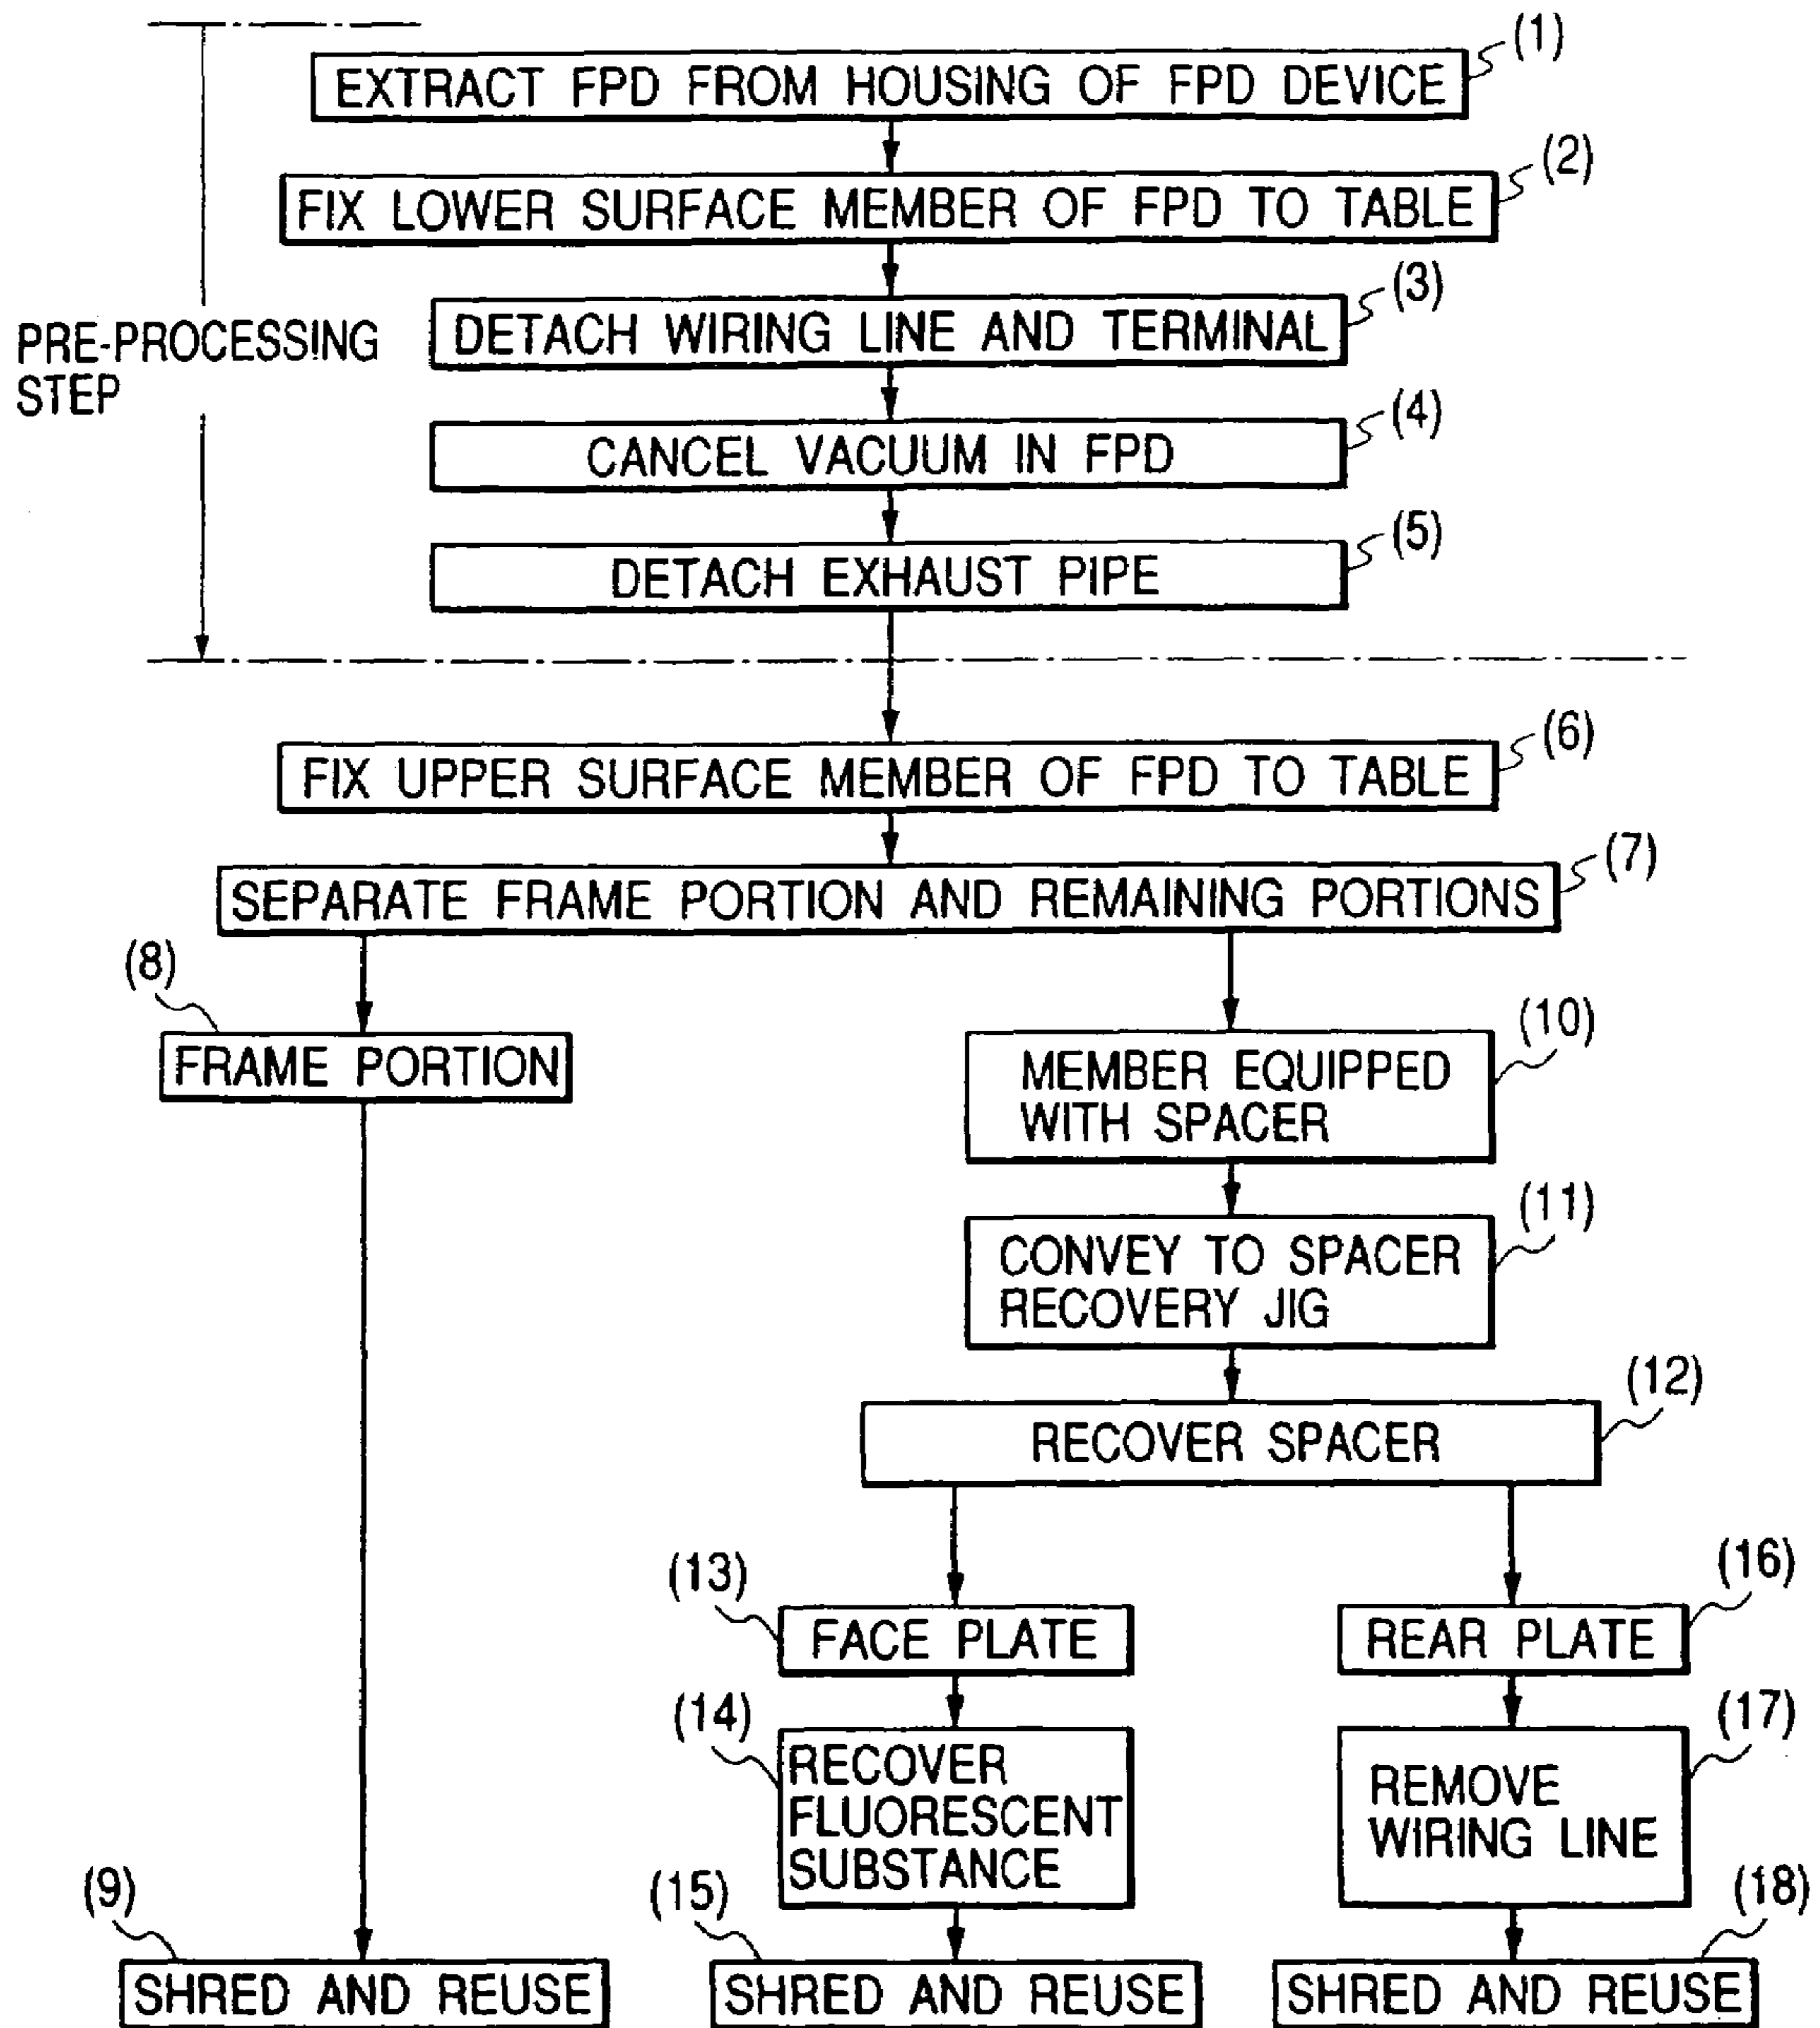 (1)
EXTRACT FPD FROM HOUSING OF FPD DEVICE
(2)
FIX LOWER SURFACE MEMBER OF FPD TO TABLE
(3)
DETACH WIRING LINE AND TERMINAL
PRE-PROCESSING
STEP
(4)
CANCEL VACUUM IN FPD
(5)
DETACH EXHAUST PIPE
(6)
FIX UPPER SURFACE MEMBER OF FPD TO TABLE
(7)
SEPARATE FRAME PORTION AND REMAINING PORTIONS
(8)
FRAME PORTION
(10)
MEMBER EQUIPPED
WITH SPACER
(11)
CONVEY TO SPACER
RECOVERY JIG
(12)
RECOVER SPACER
(13)
FACE PLATE
(16)
REAR PLATE
(14)
RECOVER
FLUORESCENT
SUBSTANCE
(17)
REMOVE
WIRING LINE
(9)
SHRED AND REUSE
(15)
SHRED AND REUSE
(18)
SHRED AND REUSE